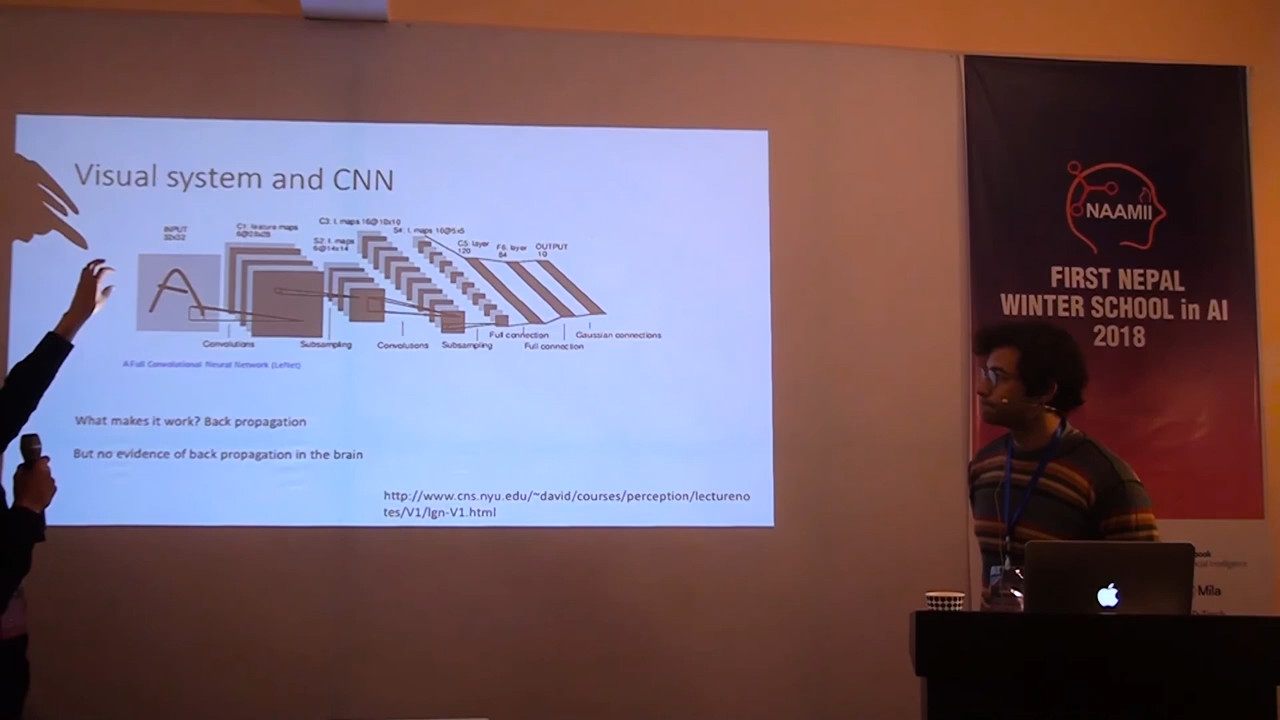 Visual system and CNN
INPUT
32x32
C1: feature maps
6@28x28
S2: f. maps
6@14x14
C3: f. maps 16@10x10
S4: f. maps 16@5x5
C5: layer
120
F6: layer
84
OUTPUT
10
Convolutions
Subsampling
Convolutions
Subsampling
Full connection
Full connection
Gaussian connections
A Full Convolutional Neural Network (LeNet)
What makes it work? Back propagation
But no evidence of back propagation in the brain
http://www.cns.nyu.edu/~david/courses/perception/lectureno
tes/V1/lgn-V1.html
NAAMII
FIRST NEPAL
WINTER SCHOOL in AI
2018
Mila